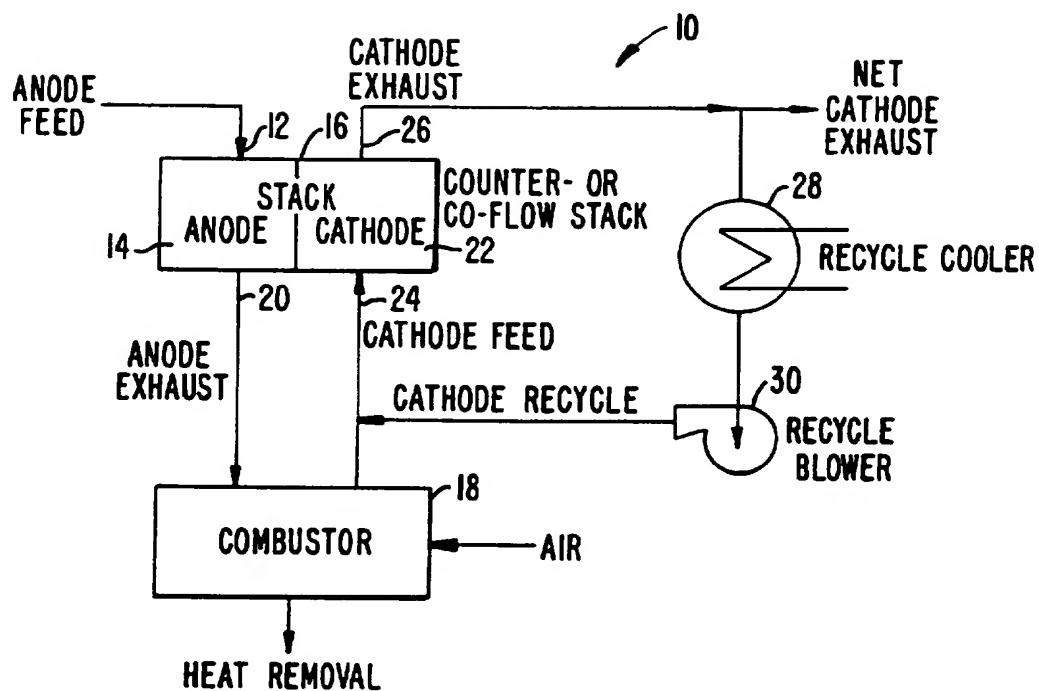 10
CATHODE
EXHAUST
ANODE
FEED
NET
CATHODE
EXHAUST
12
16
26
28
STACK
COUNTER- OR
CO-FLOW STACK
14
ANODE
CATHODE
22
RECYCLE COOLER
20
24
CATHODE FEED
ANODE
EXHAUST
CATHODE RECYCLE
30
RECYCLE
BLOWER
18
COMBUSTOR
AIR
HEAT REMOVAL